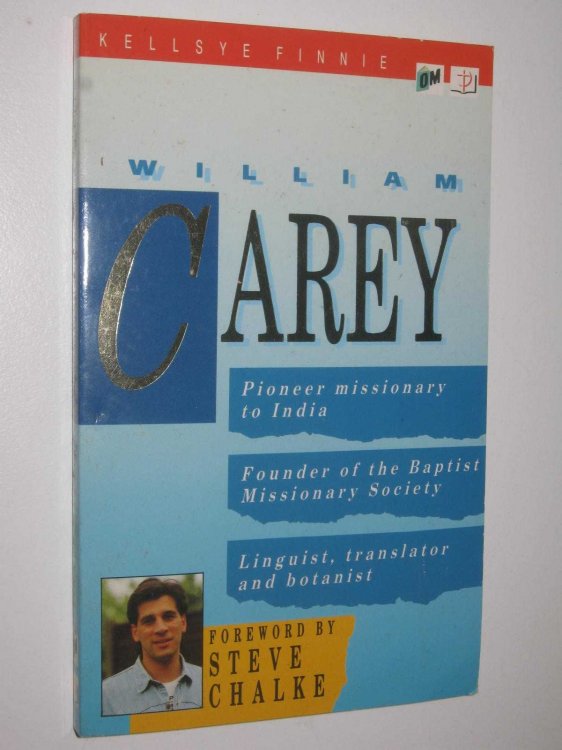 KELLSYE FINNIE
OM
WILLIAM
CAREY
Pioneer missionary
to India
Founder of the Baptist
Missionary Society
Linguist, translator
and botanist
FOREWORD BY
STEVE
CHALKE